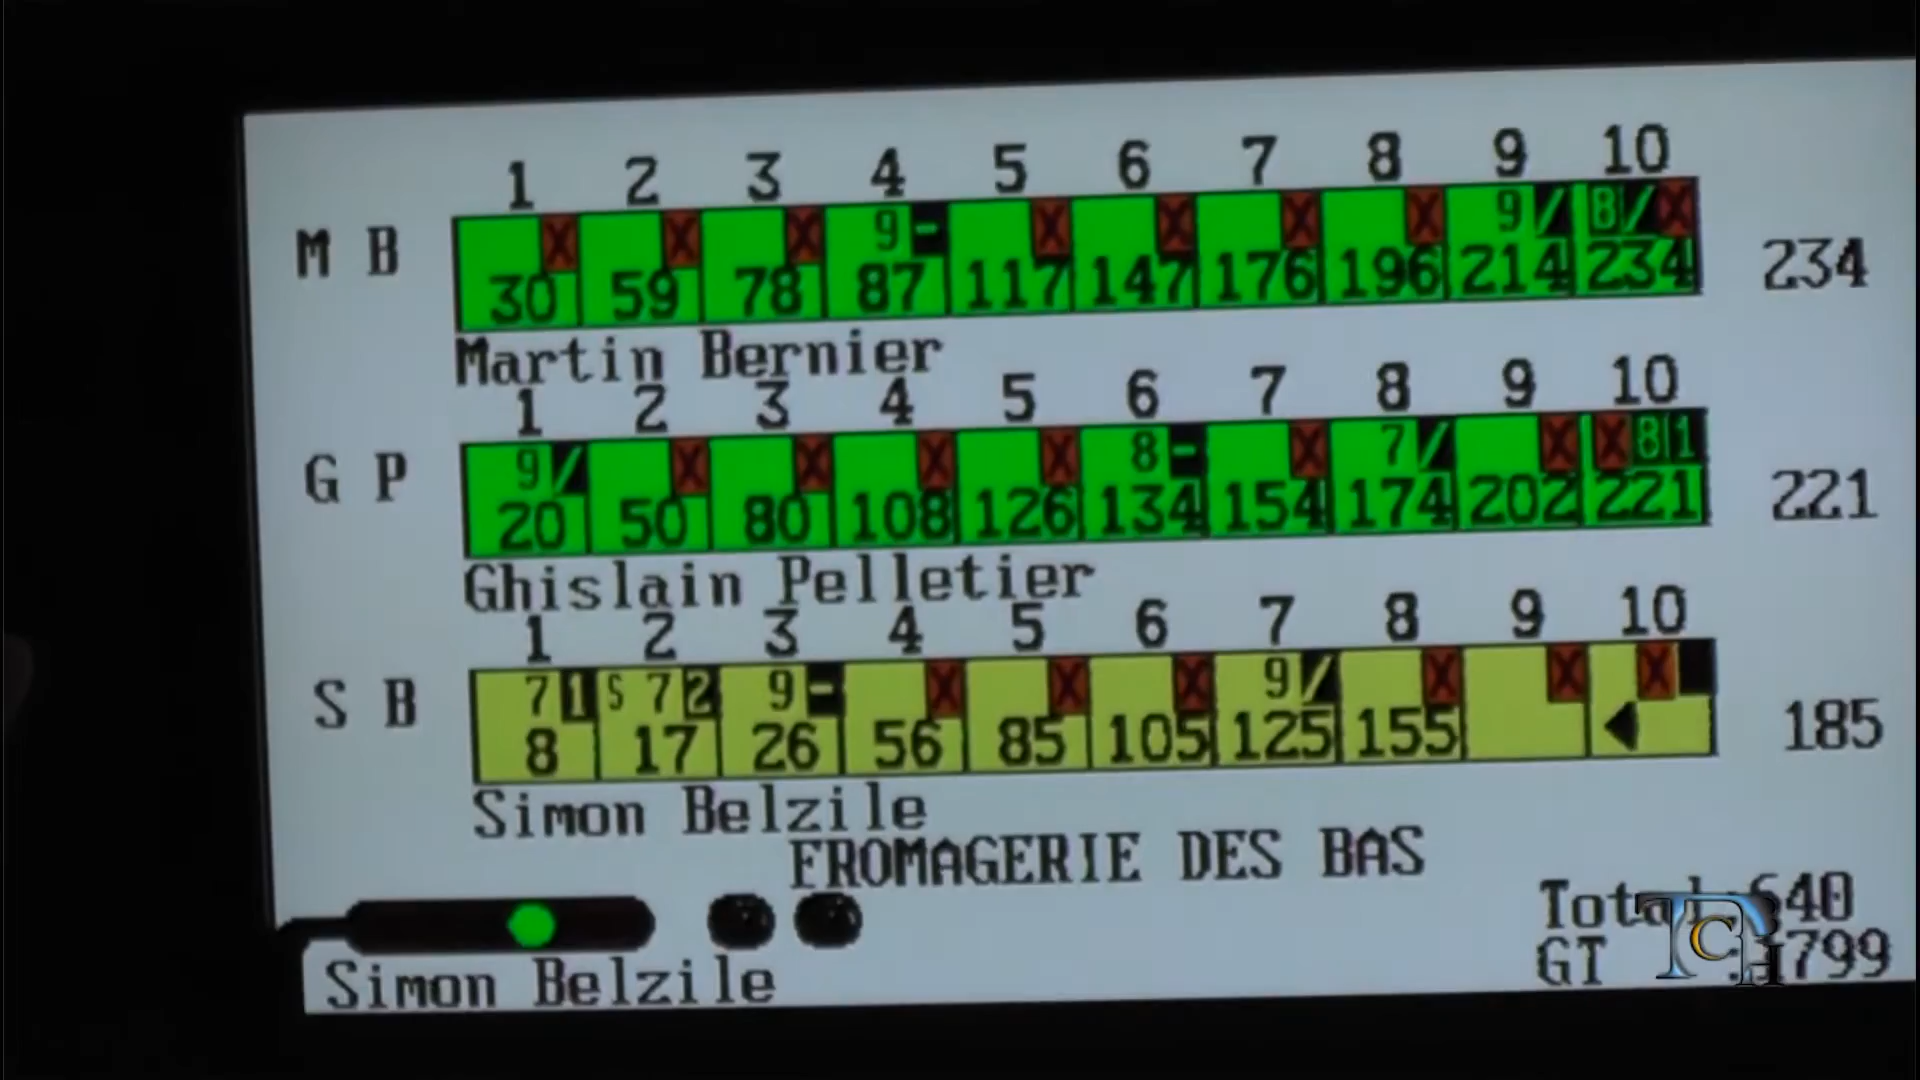 1 2 3 4 5 6 7 8 9 10
M B X X X 9 - X X X X 9 / 8 / X
30 59 78 87 117 147 176 196 214 234 234
Martin Bernier
1 2 3 4 5 6 7 8 9 10
G P 9 / X X X X 8 - X 7 / X X 8 1
20 50 80 108 126 134 154 174 202 221 221
Ghislain Pelletier
1 2 3 4 5 6 7 8 9 10
S B 7 1 S 7 2 9 - X X X 9 / X X X
8 17 26 56 85 105 125 155 185
Simon Belzile
FROMAGERIE DES BAS
Total:640
GT
Simon Belzile
TCBH